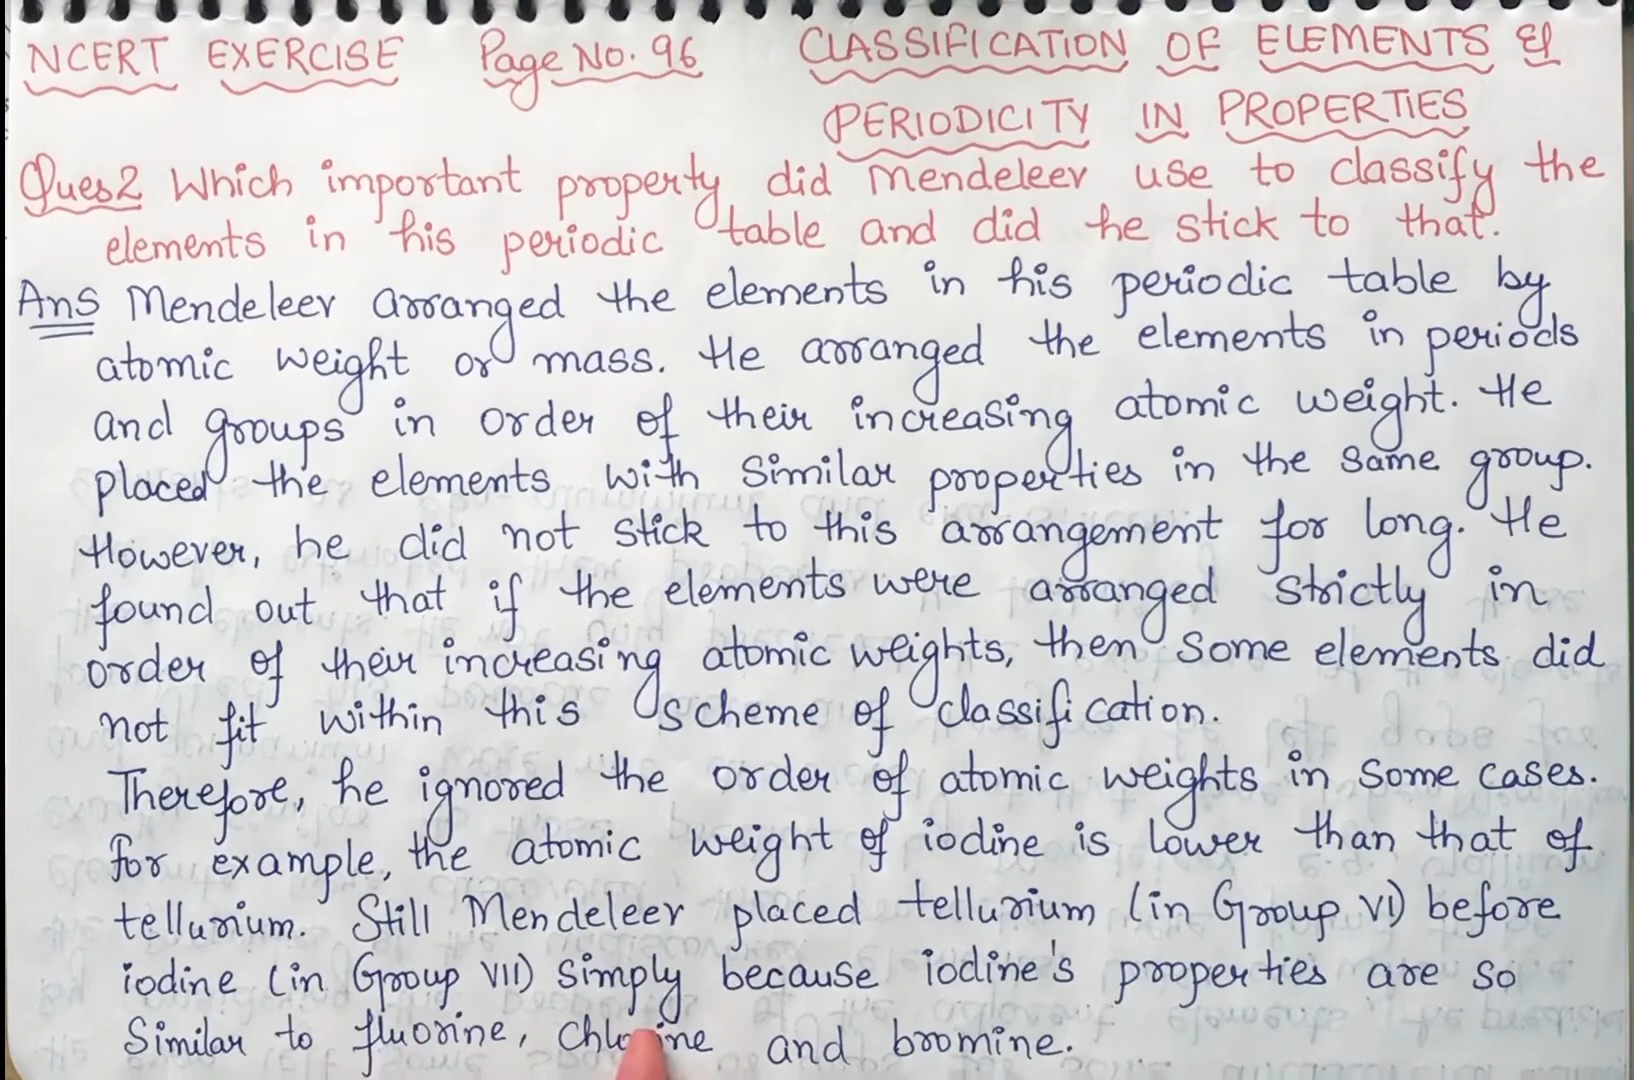 NCERT EXERCISE Page No. 96 CLASSIFICATION OF ELEMENTS &
PERIODICITY IN PROPERTIES
Ques2 Which important property did Mendeleev use to classify the
elements in his periodic table and did he stick to that.
Ans Mendeleev arranged the elements in his periodic table by
atomic weight or mass. He arranged the elements in periods
and groups in order of their increasing atomic weight. He
placed the elements with similar properties in the same group.
However, he did not stick to this arrangement for long. He
found out that if the elements were arranged strictly in
order of their increasing atomic weights, then some elements did
not fit within this scheme of classification.
Therefore, he ignored the order of atomic weights in some cases.
for example, the atomic weight of iodine is lower than that of
tellurium. Still Mendeleev placed tellurium (in Group VI) before
iodine (in Group VII) simply because iodine's properties are so
similar to fluorine, chlorine and bromine.